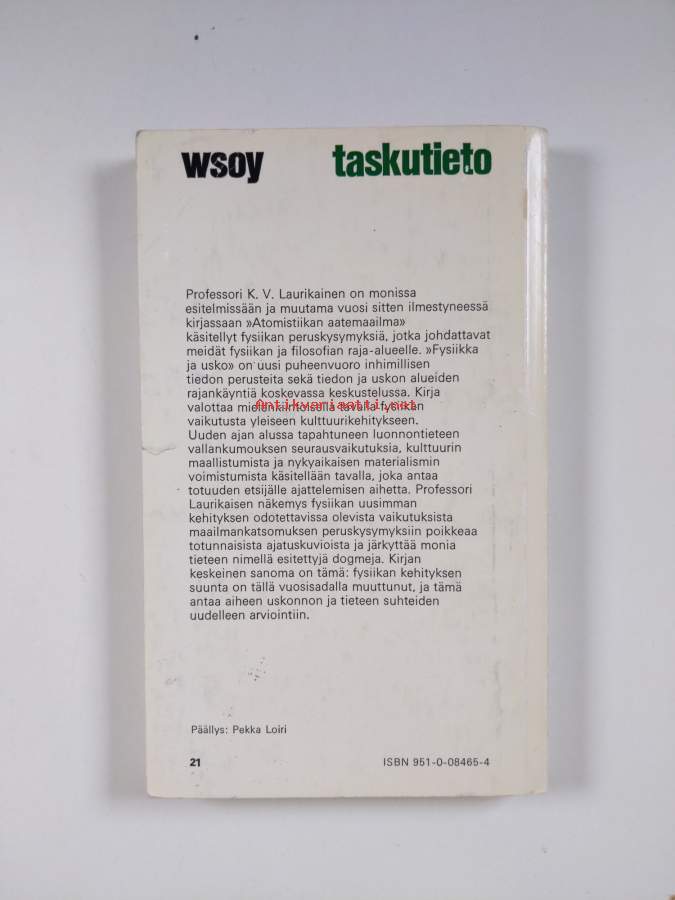 wsoy taskutieto
Professori K. V. Laurikainen on monissa
esitelmissään ja muutama vuosi sitten ilmestyneessä
kirjassaan »Atomistiikan aatemaailma»
käsitellyt fysiikan peruskysymyksiä, jotka johdattavat
meidät fysiikan ja filosofian raja-alueelle. »Fysiikka
ja usko» on uusi puheenvuoro inhimillisen
tiedon perusteita sekä tiedon ja uskon alueiden
rajankäyntiä koskevassa keskustelussa. Kirja
valottaa mielenkiintoisella tavalla fysiikan
Antikvariaatti.net
vaikutusta yleiseen kulttuurikehitykseen.
Uuden ajan alussa tapahtuneen luonnontieteen
vallankumouksen seurausvaikutuksia, kulttuurin
maallistumista ja nykyaikaisen materialismin
voimistumista käsitellään tavalla, joka antaa
totuuden etsijälle ajattelemisen aihetta. Professori
Laurikaisen näkemys fysiikan uusimman
kehityksen odotettavissa olevista vaikutuksista
maailmankatsomuksen peruskysymyksiin poikkeaa
totunnaisista ajatuskuvioista ja järkyttää monia
tieteen nimellä esitettyjä dogmeja. Kirjan
keskeinen sanoma on tämä: fysiikan kehityksen
suunta on tällä vuosisadalla muuttunut, ja tämä
antaa aiheen uskonnon ja tieteen suhteiden
uudelleen arviointiin.
Päällys: Pekka Loiri
21 ISBN 951-0-08465-4